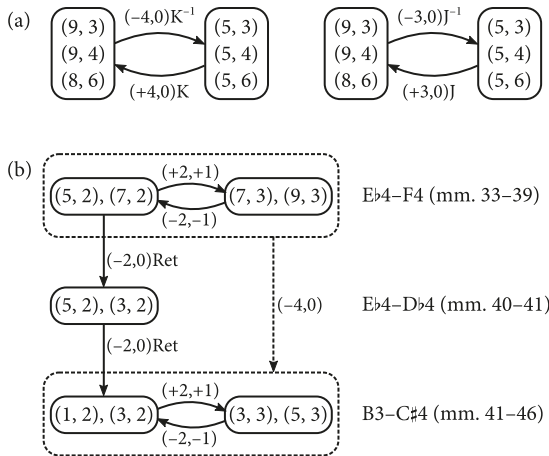 (a)
(9, 3)
(9, 4)
(8, 6)
(–4,0)K⁻¹
(+4,0)K
(5, 3)
(5, 4)
(5, 6)
(9, 3)
(9, 4)
(8, 6)
(–3,0)J⁻¹
(+3,0)J
(5, 3)
(5, 4)
(5, 6)
(b)
(5, 2), (7, 2)
(+2,+1)
(–2,–1)
(7, 3), (9, 3)
E♭4–F4 (mm. 33–39)
(–2,0)Ret
(5, 2), (3, 2)
(–4,0)
E♭4–D♭4 (mm. 40–41)
(–2,0)Ret
(1, 2), (3, 2)
(+2,+1)
(–2,–1)
(3, 3), (5, 3)
B3–C♯4 (mm. 41–46)